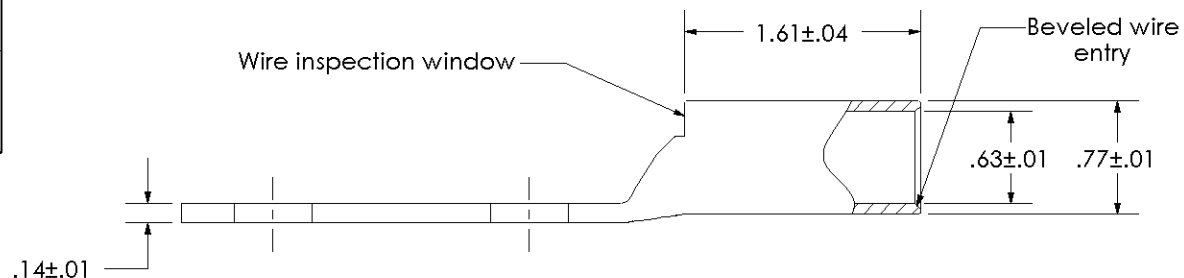 1.61±.04
Beveled wire
entry
Wire inspection window
.63±.01
.77±.01
.14±.01